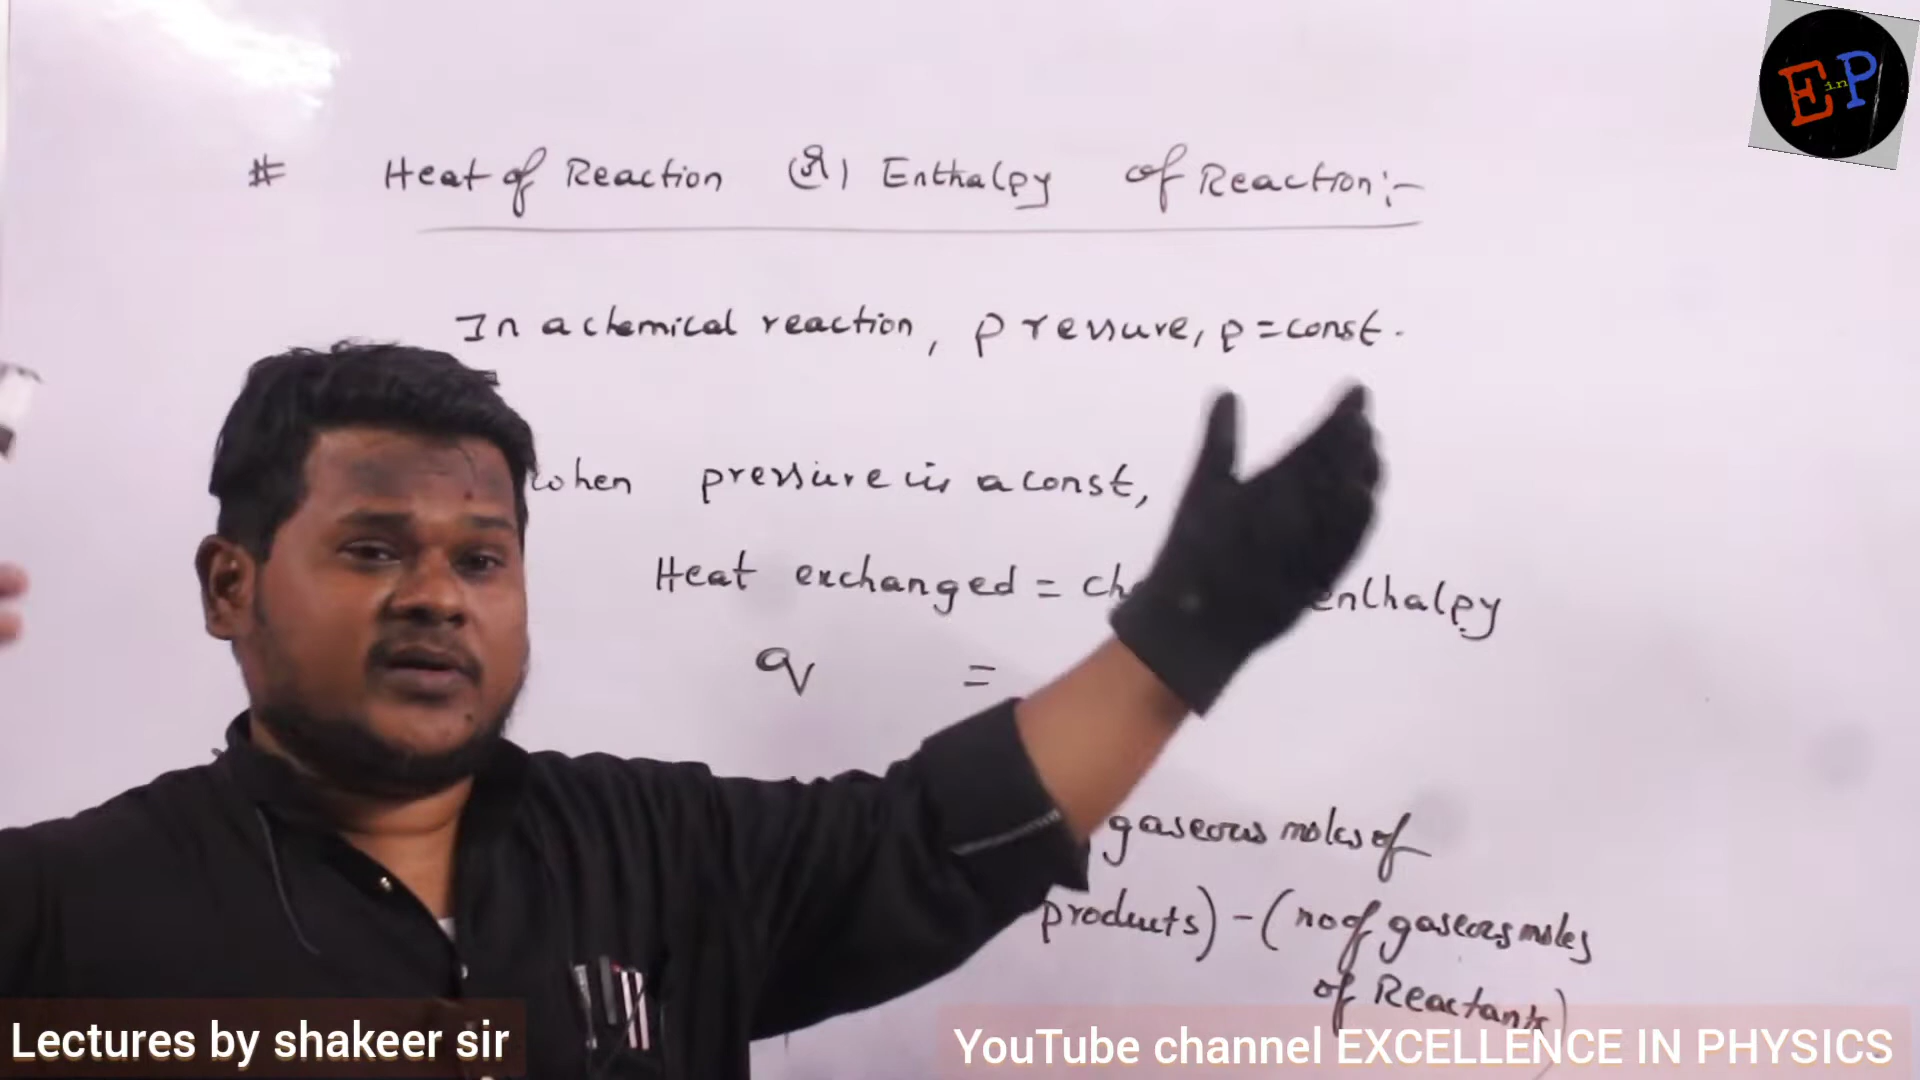 E in P
# Heat of Reaction (or) Enthalpy of Reaction:-
In a chemical reaction, pressure, p = const.
when pressure is a const,
Heat exchanged = ch enthalpy
q =
gaseous moles of
products) - (no of gaseous moles
of Reactants)
Lectures by shakeer sir
YouTube channel EXCELLENCE IN PHYSICS